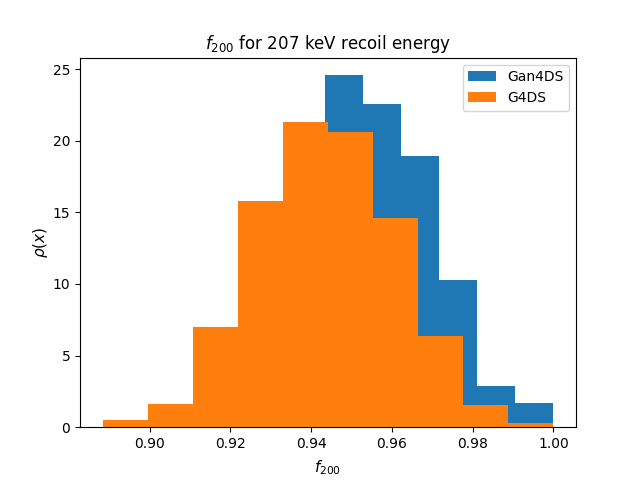 f₂₀₀ for 207 keV recoil energy
Gan4DS
G4DS
ρ(x)
25
20
15
10
5
0
0.90 0.92 0.94 0.96 0.98 1.00
f₂₀₀